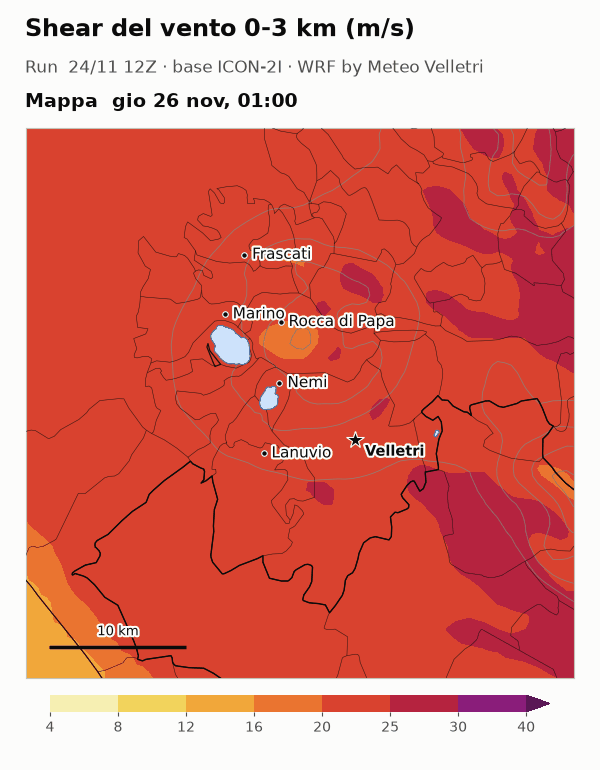 Shear del vento 0-3 km (m/s)
Run  24/11 12Z · base ICON-2I · WRF by Meteo Velletri
Mappa  gio 26 nov, 01:00
Frascati
Marino
Rocca di Papa
Nemi
Velletri
Lanuvio
10 km
4 8 12 16 20 25 30 40